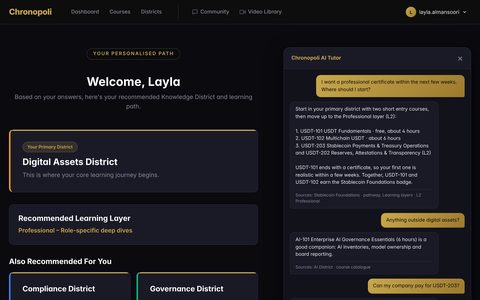 Chronopoli
Dashboard
Courses
Districts
Community
Video Library
L
layla.almansoori
YOUR PERSONALISED PATH
Welcome, Layla
Based on your answers, here's your recommended Knowledge District and learning
path.
Your Primary District
Digital Assets District
This is where your core learning journey begins.
Recommended Learning Layer
Professional – Role-specific deep dives
Also Recommended For You
Compliance District
Governance District
Chronopoli AI Tutor
I want a professional certificate within the next few weeks.
Where should I start?
Start in your primary district with two short entry courses,
then move up to the Professional layer (L2):
1. USDT-101 USDT Fundamentals · free, about 4 hours
2. USDT-102 Multichain USDT · about 6 hours
3. USDT-203 Stablecoin Payments & Treasury Operations
and USDT-202 Reserves, Attestations & Transparency (L2)
USDT-101 ends with a certificate, so your first one is
realistic within a few weeks. Together, USDT-101 and
USDT-102 earn the Stablecoin Foundations badge.
Sources: Stablecoin Foundations · pathway, Learning layers · L2
Professional
Anything outside digital assets?
AI-101 Enterprise AI Governance Essentials (6 hours) is a
good companion: AI inventories, model ownership and
board reporting.
Sources: AI District · course catalogue
Can my company pay for USDT-203?